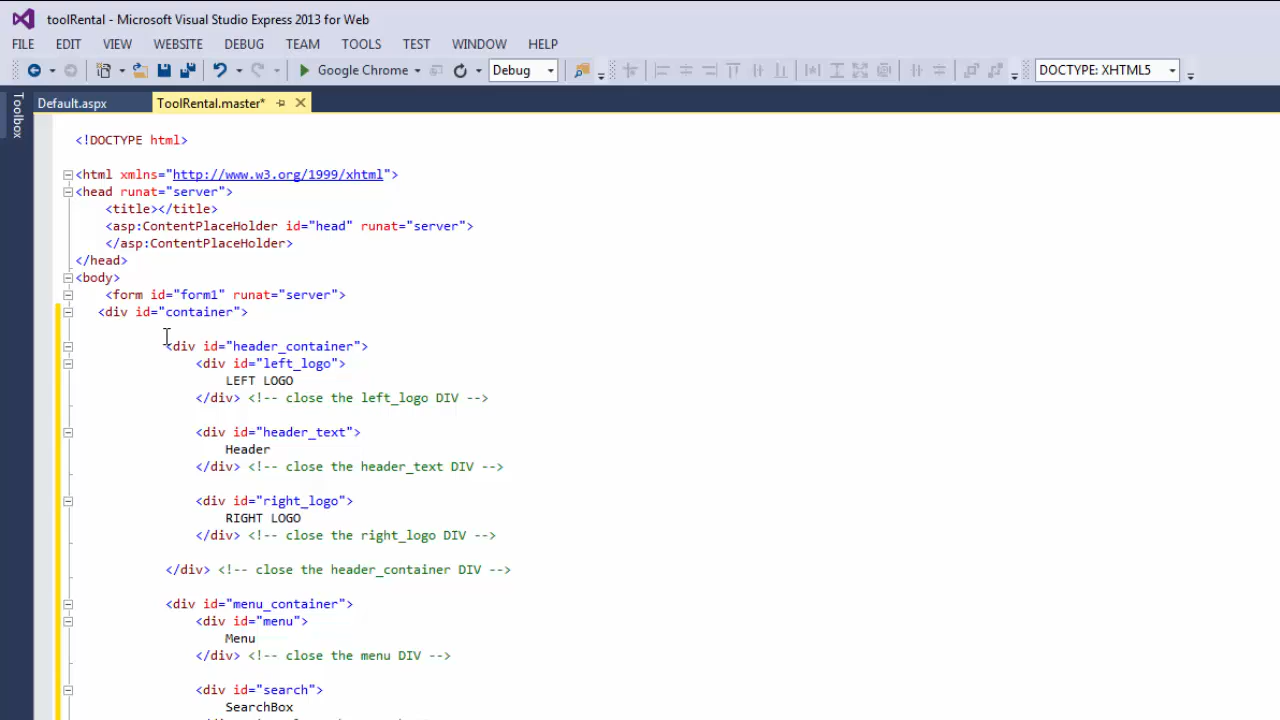 toolRental - Microsoft Visual Studio Express 2013 for Web
FILE EDIT VIEW WEBSITE DEBUG TEAM TOOLS TEST WINDOW HELP
Google Chrome Debug DOCTYPE: XHTML5
Toolbox
Default.aspx ToolRental.master*
<!DOCTYPE html>
<html xmlns="http://www.w3.org/1999/xhtml">
<head runat="server">
<title></title>
<asp:ContentPlaceHolder id="head" runat="server">
</asp:ContentPlaceHolder>
</head>
<body>
<form id="form1" runat="server">
<div id="container">
<div id="header_container">
<div id="left_logo">
LEFT LOGO
</div> <!-- close the left_logo DIV -->
<div id="header_text">
Header
</div> <!-- close the header_text DIV -->
<div id="right_logo">
RIGHT LOGO
</div> <!-- close the right_logo DIV -->
</div> <!-- close the header_container DIV -->
<div id="menu_container">
<div id="menu">
Menu
</div> <!-- close the menu DIV -->
<div id="search">
SearchBox